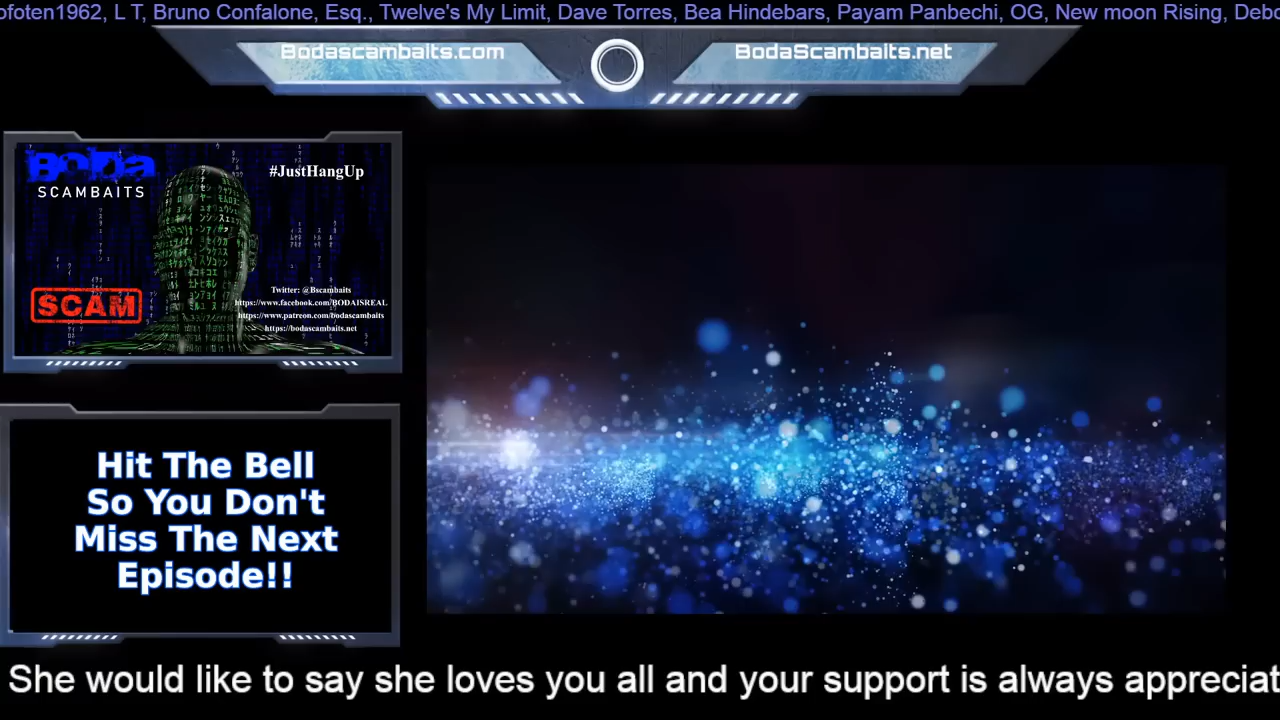 ofoten1962, L T, Bruno Confalone, Esq., Twelve's My Limit, Dave Torres, Bea Hindebars, Payam Panbechi, OG, New moon Rising, Debo
Bodascambaits.com
BodaScambaits.net
BoDa
SCAMBAITS
#JustHangUp
SCAM
Twitter: @Bscambaits
https://www.facebook.com/BODAISREAL
https://www.patreon.com/bodascambaits
https://bodascambaits.net
Hit The Bell
So You Don't
Miss The Next
Episode!!
She would like to say she loves you all and your support is always appreciat